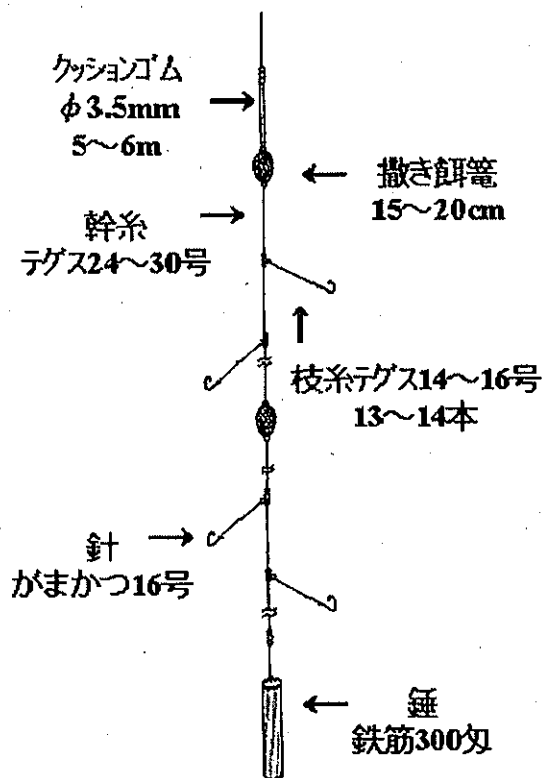 クッションゴム
φ3.5mm
5～6m
撒き餌篭
15～20cm
幹糸
テグス24～30号
枝糸テグス14～16号
13～14本
針
がまかつ16号
錘
鉄筋300匁